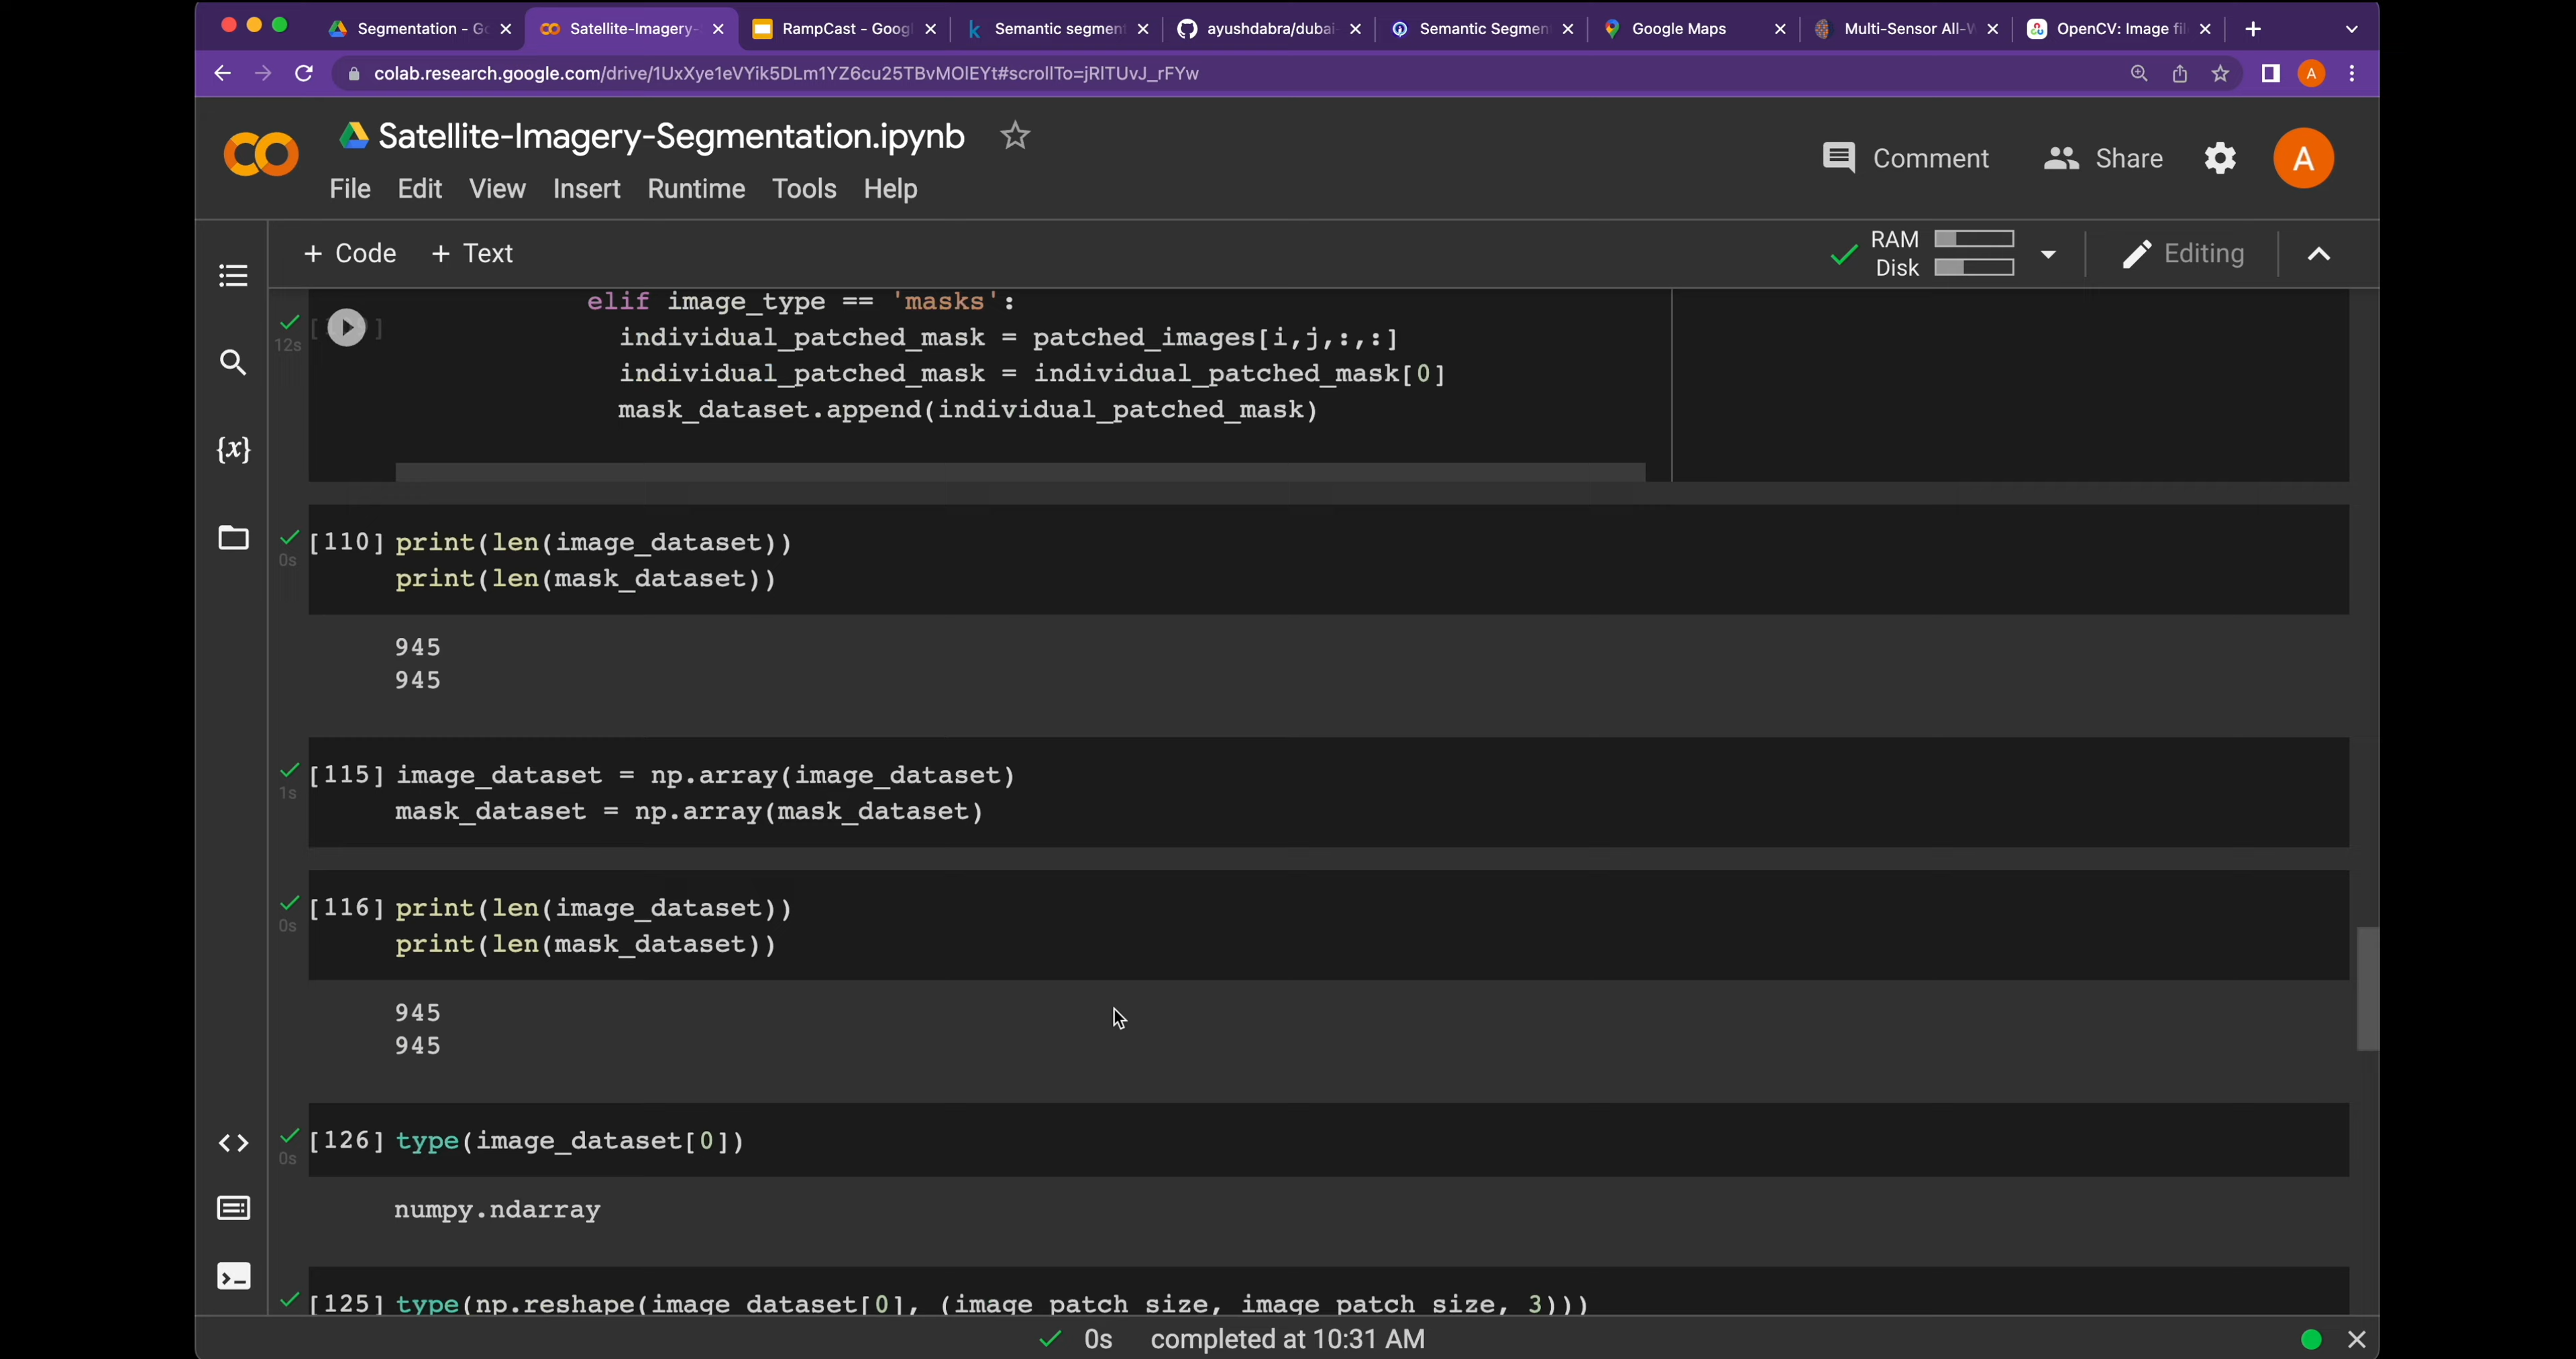 Segmentation - Go
Satellite-Imagery-
RampCast - Googl
Semantic segment
ayushdabra/dubai-
Semantic Segmen
Google Maps
Multi-Sensor All-W
OpenCV: Image fil
colab.research.google.com/drive/1UxXye1eVYik5DLm1YZ6cu25TBvMOlEYt#scrollTo=jRlTUvJ_rFYw
A
Satellite-Imagery-Segmentation.ipynb
Comment
Share
A
File Edit View Insert Runtime Tools Help
+ Code + Text
RAM
Disk
Editing
elif image_type == 'masks':
12s
individual_patched_mask = patched_images[i,j,:,:]
individual_patched_mask = individual_patched_mask[0]
mask_dataset.append(individual_patched_mask)
{x}
[110] print(len(image_dataset))
0s
print(len(mask_dataset))
945
945
[115] image_dataset = np.array(image_dataset)
1s
mask_dataset = np.array(mask_dataset)
[116] print(len(image_dataset))
0s
print(len(mask_dataset))
945
945
[126] type(image_dataset[0])
0s
numpy.ndarray
[125] type(np.reshape(image_dataset[0], (image_patch_size, image_patch_size, 3)))
0s completed at 10:31 AM